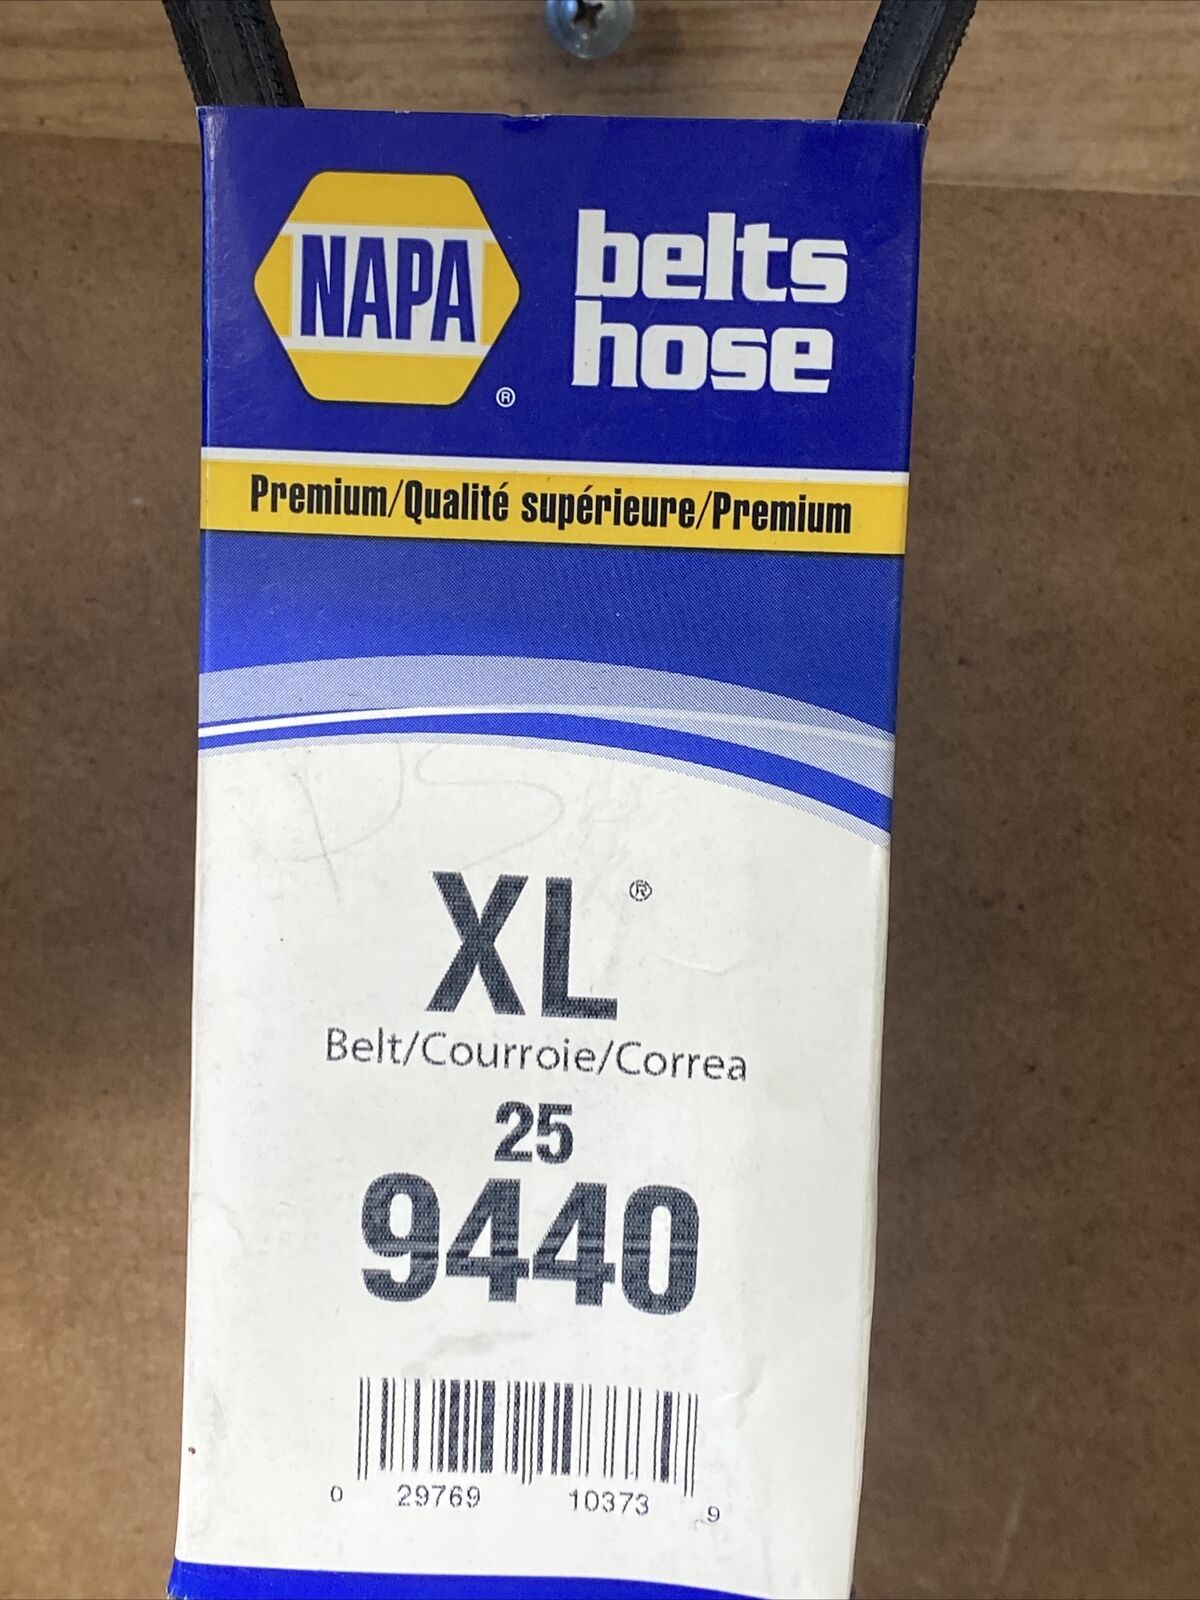 NAPA
®
belts
hose
Premium/Qualité supérieure/Premium
XL®
Belt/Courroie/Correa
25
9440
0 29769 10373 9